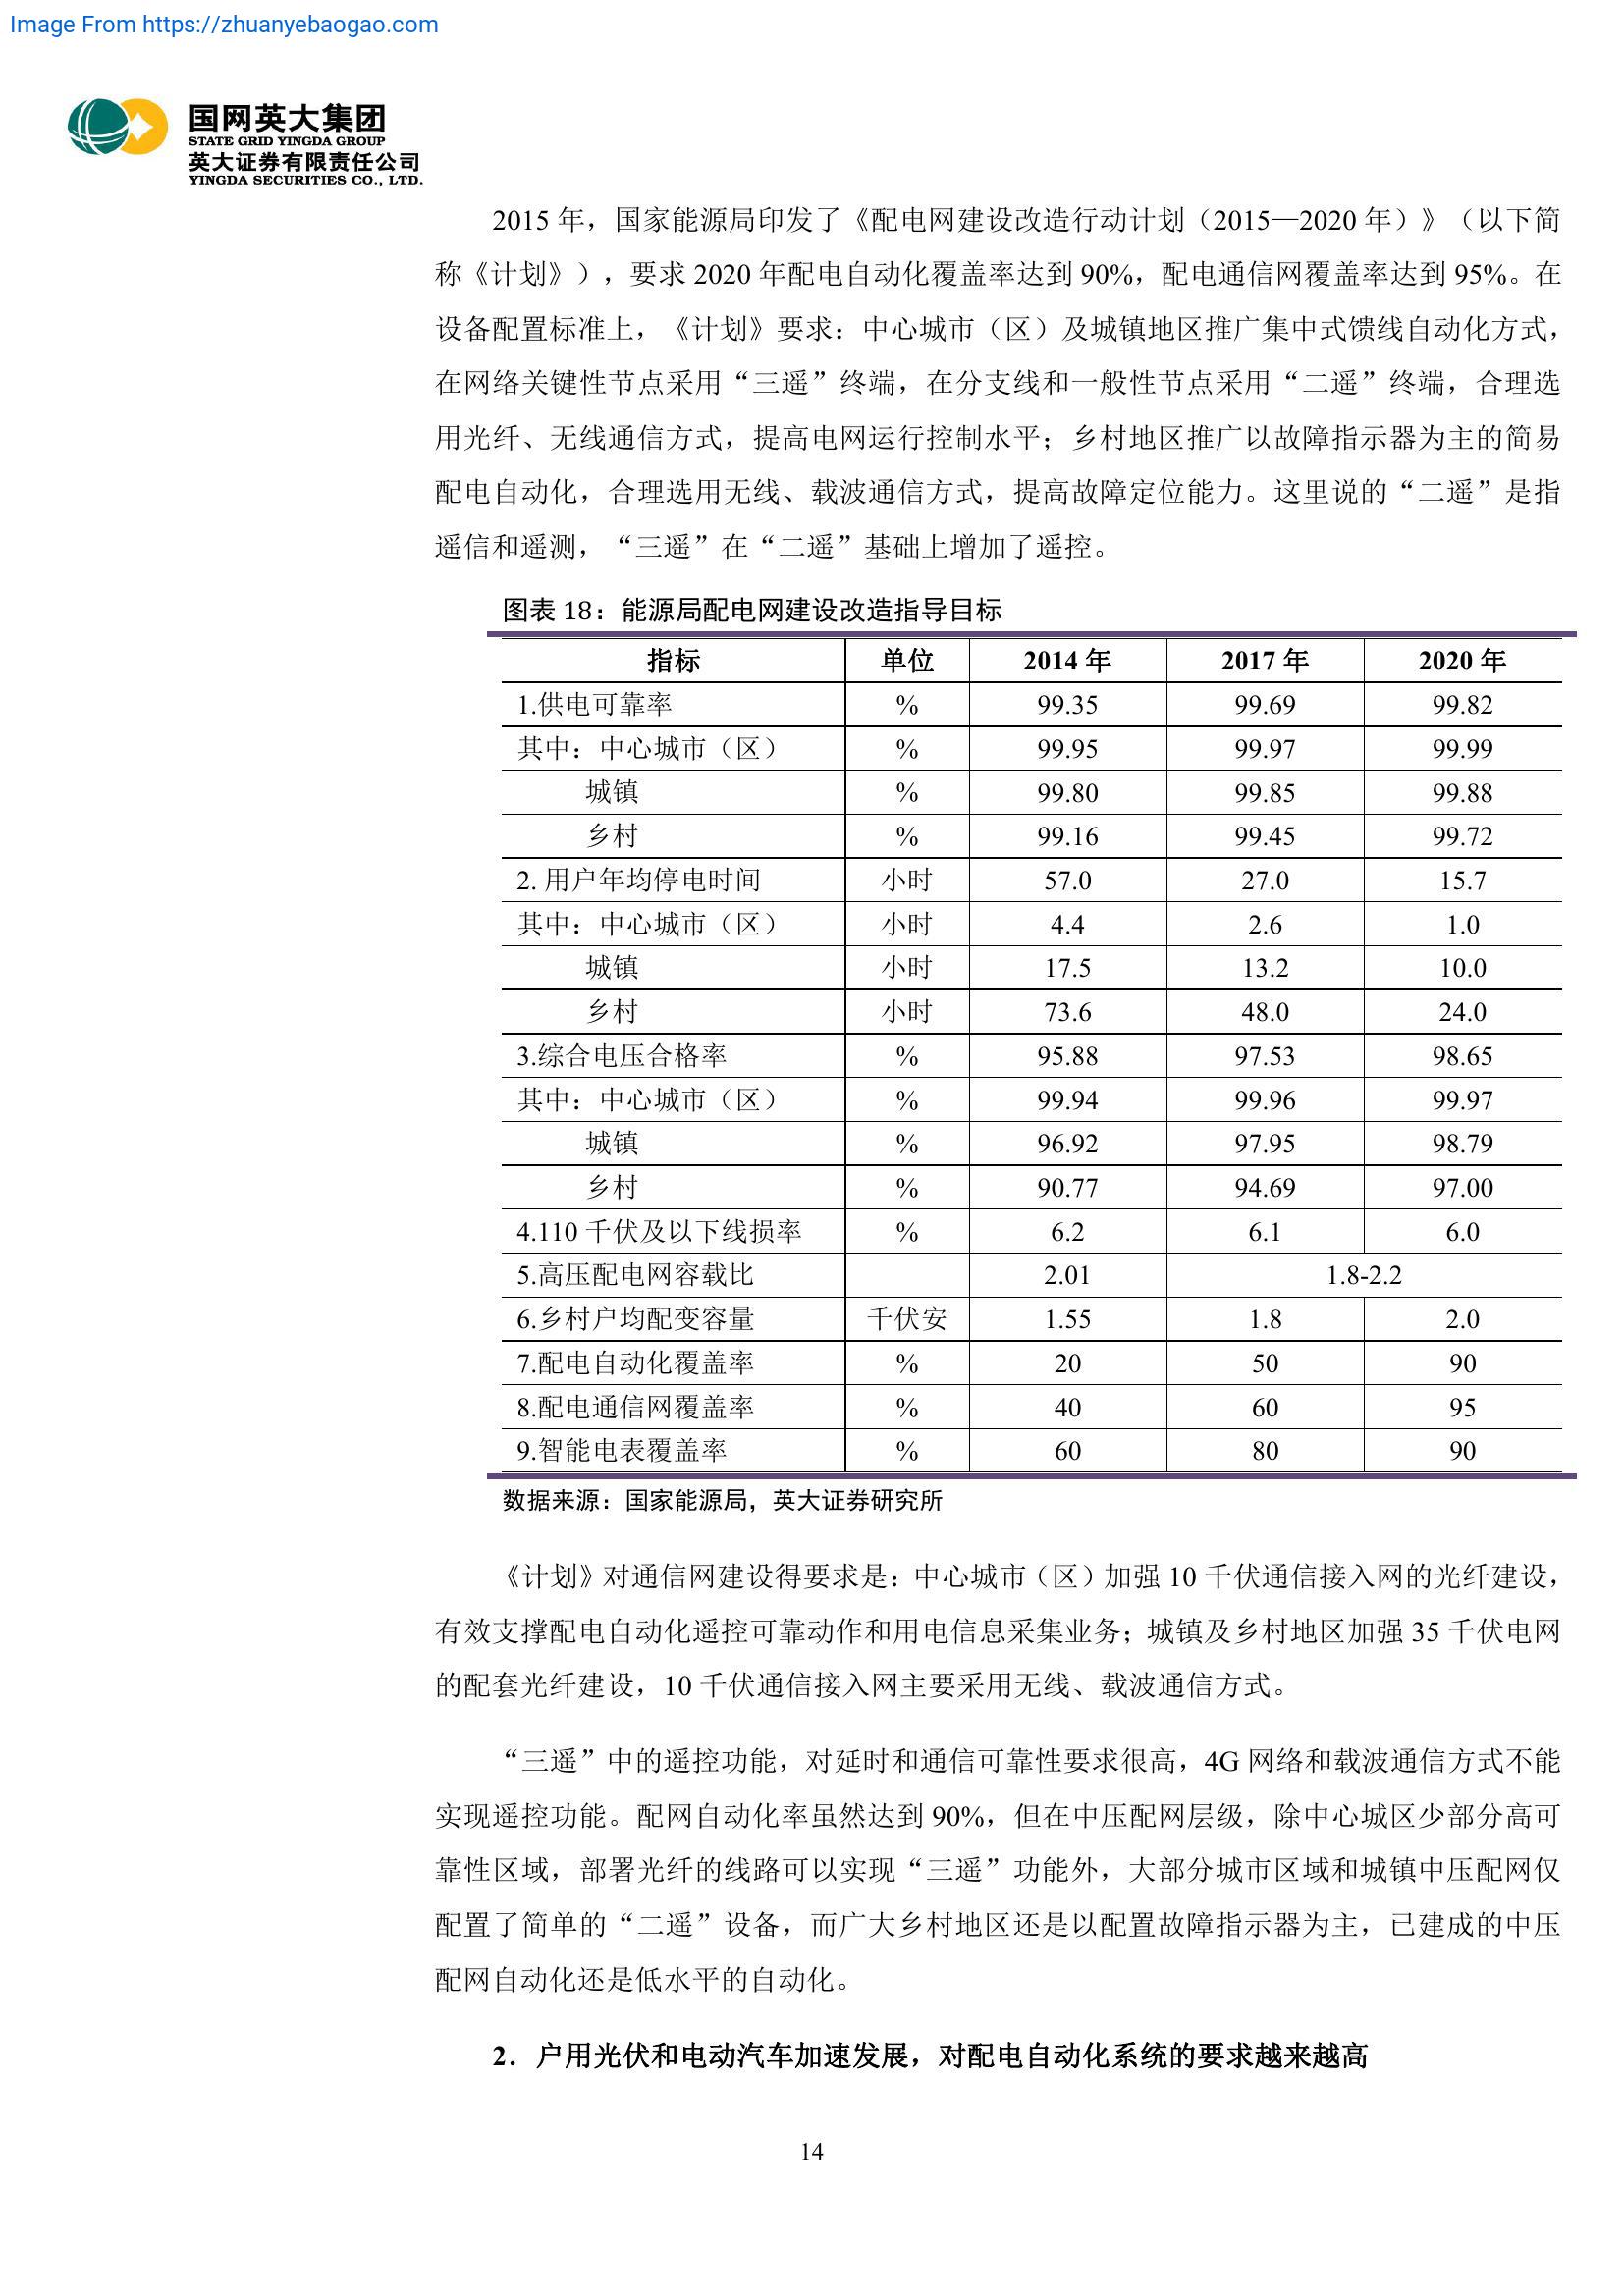 Image From https://zhuanyebaogao.com
国网英大集团
STATE GRID YINGDA GROUP
英大证券有限责任公司
YINGDA SECURITIES CO., LTD.
2015 年，国家能源局印发了《配电网建设改造行动计划（2015—2020 年）》（以下简
称《计划》），要求 2020 年配电自动化覆盖率达到 90%，配电通信网覆盖率达到 95%。在
设备配置标准上，《计划》要求：中心城市（区）及城镇地区推广集中式馈线自动化方式，
在网络关键性节点采用“三遥”终端，在分支线和一般性节点采用“二遥”终端，合理选
用光纤、无线通信方式，提高电网运行控制水平；乡村地区推广以故障指示器为主的简易
配电自动化，合理选用无线、载波通信方式，提高故障定位能力。这里说的“二遥”是指
遥信和遥测，“三遥”在“二遥”基础上增加了遥控。
图表 18：能源局配电网建设改造指导目标
指标 单位 2014 年 2017 年 2020 年
1.供电可靠率 % 99.35 99.69 99.82
其中：中心城市（区） % 99.95 99.97 99.99
城镇 % 99.80 99.85 99.88
乡村 % 99.16 99.45 99.72
2. 用户年均停电时间 小时 57.0 27.0 15.7
其中：中心城市（区） 小时 4.4 2.6 1.0
城镇 小时 17.5 13.2 10.0
乡村 小时 73.6 48.0 24.0
3.综合电压合格率 % 95.88 97.53 98.65
其中：中心城市（区） % 99.94 99.96 99.97
城镇 % 96.92 97.95 98.79
乡村 % 90.77 94.69 97.00
4.110 千伏及以下线损率 % 6.2 6.1 6.0
5.高压配电网容载比 2.01 1.8-2.2
6.乡村户均配变容量 千伏安 1.55 1.8 2.0
7.配电自动化覆盖率 % 20 50 90
8.配电通信网覆盖率 % 40 60 95
9.智能电表覆盖率 % 60 80 90
数据来源：国家能源局，英大证券研究所
《计划》对通信网建设得要求是：中心城市（区）加强 10 千伏通信接入网的光纤建设，
有效支撑配电自动化遥控可靠动作和用电信息采集业务；城镇及乡村地区加强 35 千伏电网
的配套光纤建设，10 千伏通信接入网主要采用无线、载波通信方式。
“三遥”中的遥控功能，对延时和通信可靠性要求很高，4G 网络和载波通信方式不能
实现遥控功能。配网自动化率虽然达到 90%，但在中压配网层级，除中心城区少部分高可
靠性区域，部署光纤的线路可以实现“三遥”功能外，大部分城市区域和城镇中压配网仅
配置了简单的“二遥”设备，而广大乡村地区还是以配置故障指示器为主，已建成的中压
配网自动化还是低水平的自动化。
2．户用光伏和电动汽车加速发展，对配电自动化系统的要求越来越高
14